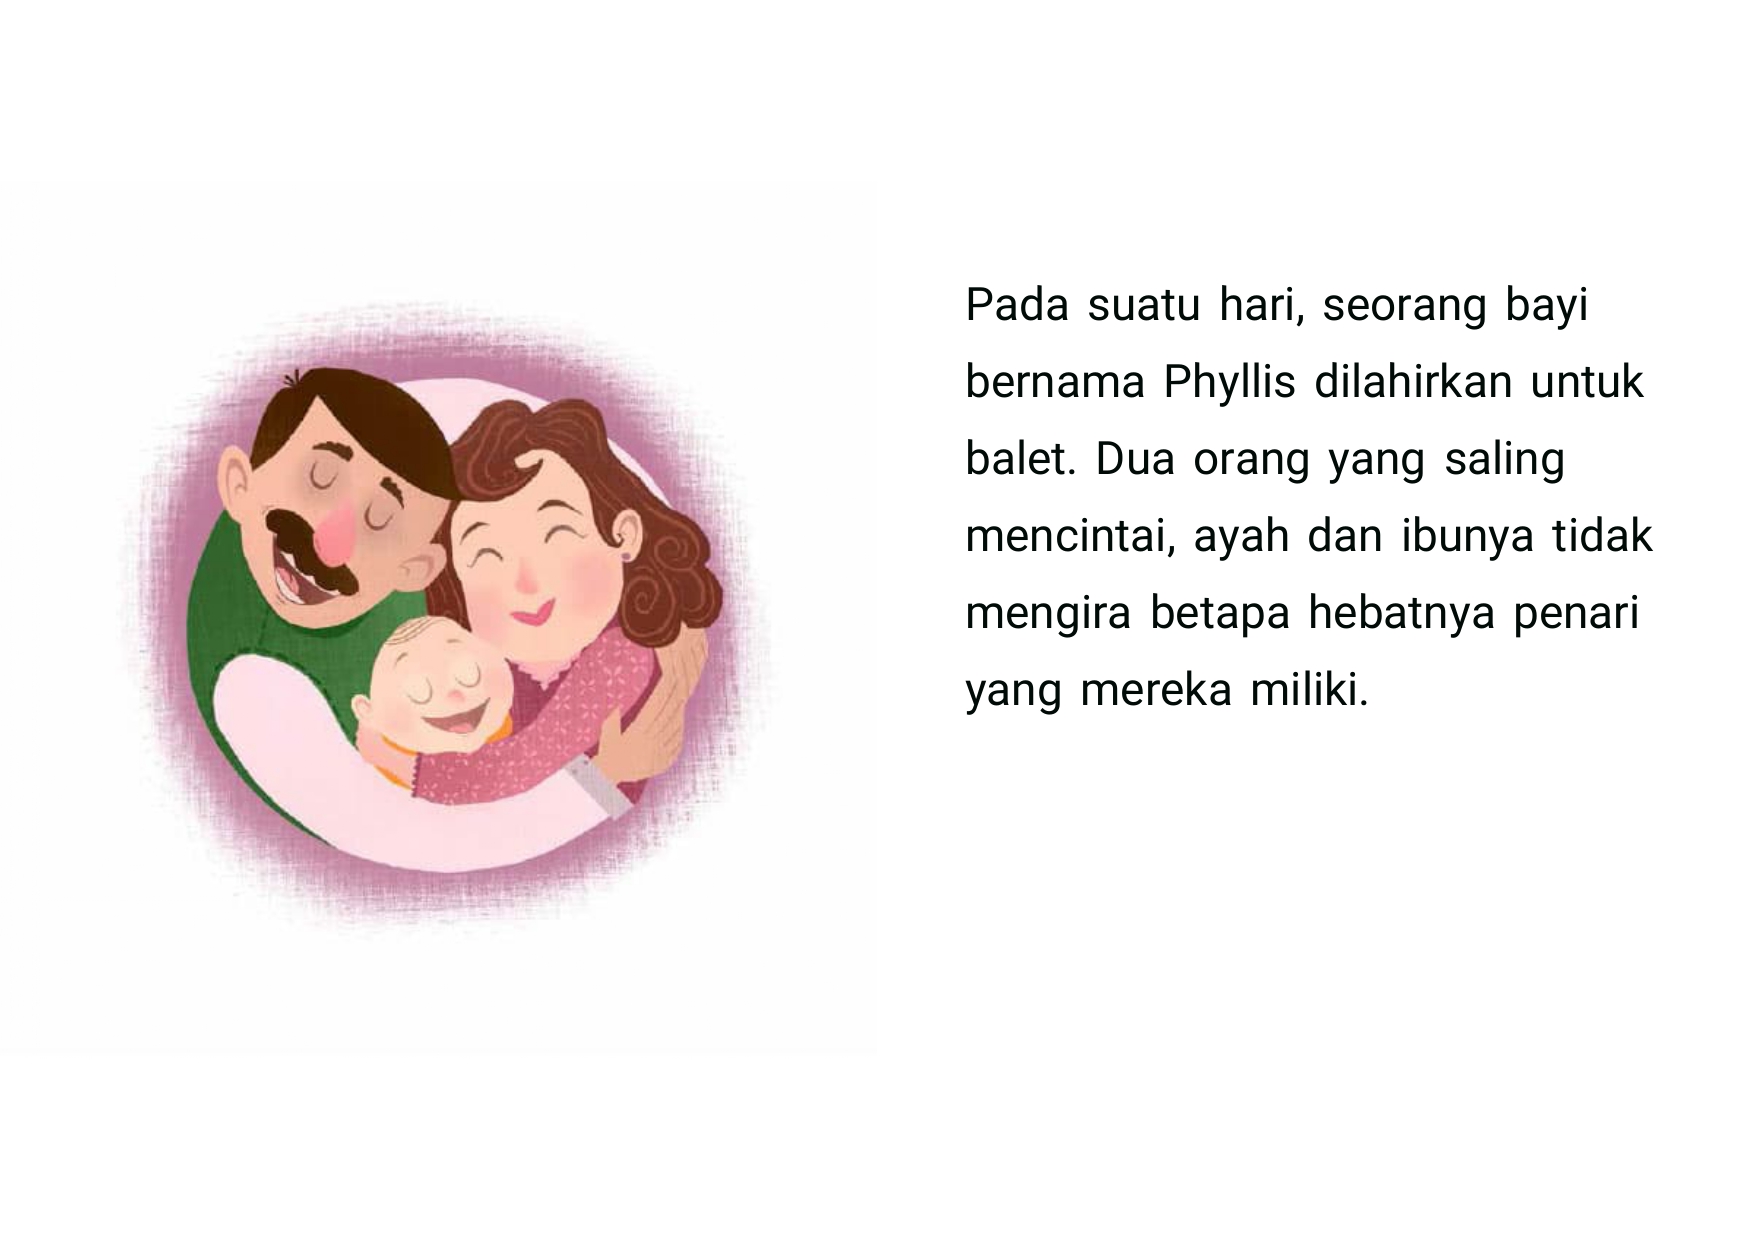 Pada suatu hari, seorang bayi
bernama Phyllis dilahirkan untuk
balet. Dua orang yang saling
mencintai, ayah dan ibunya tidak
mengira betapa hebatnya penari
yang mereka miliki.